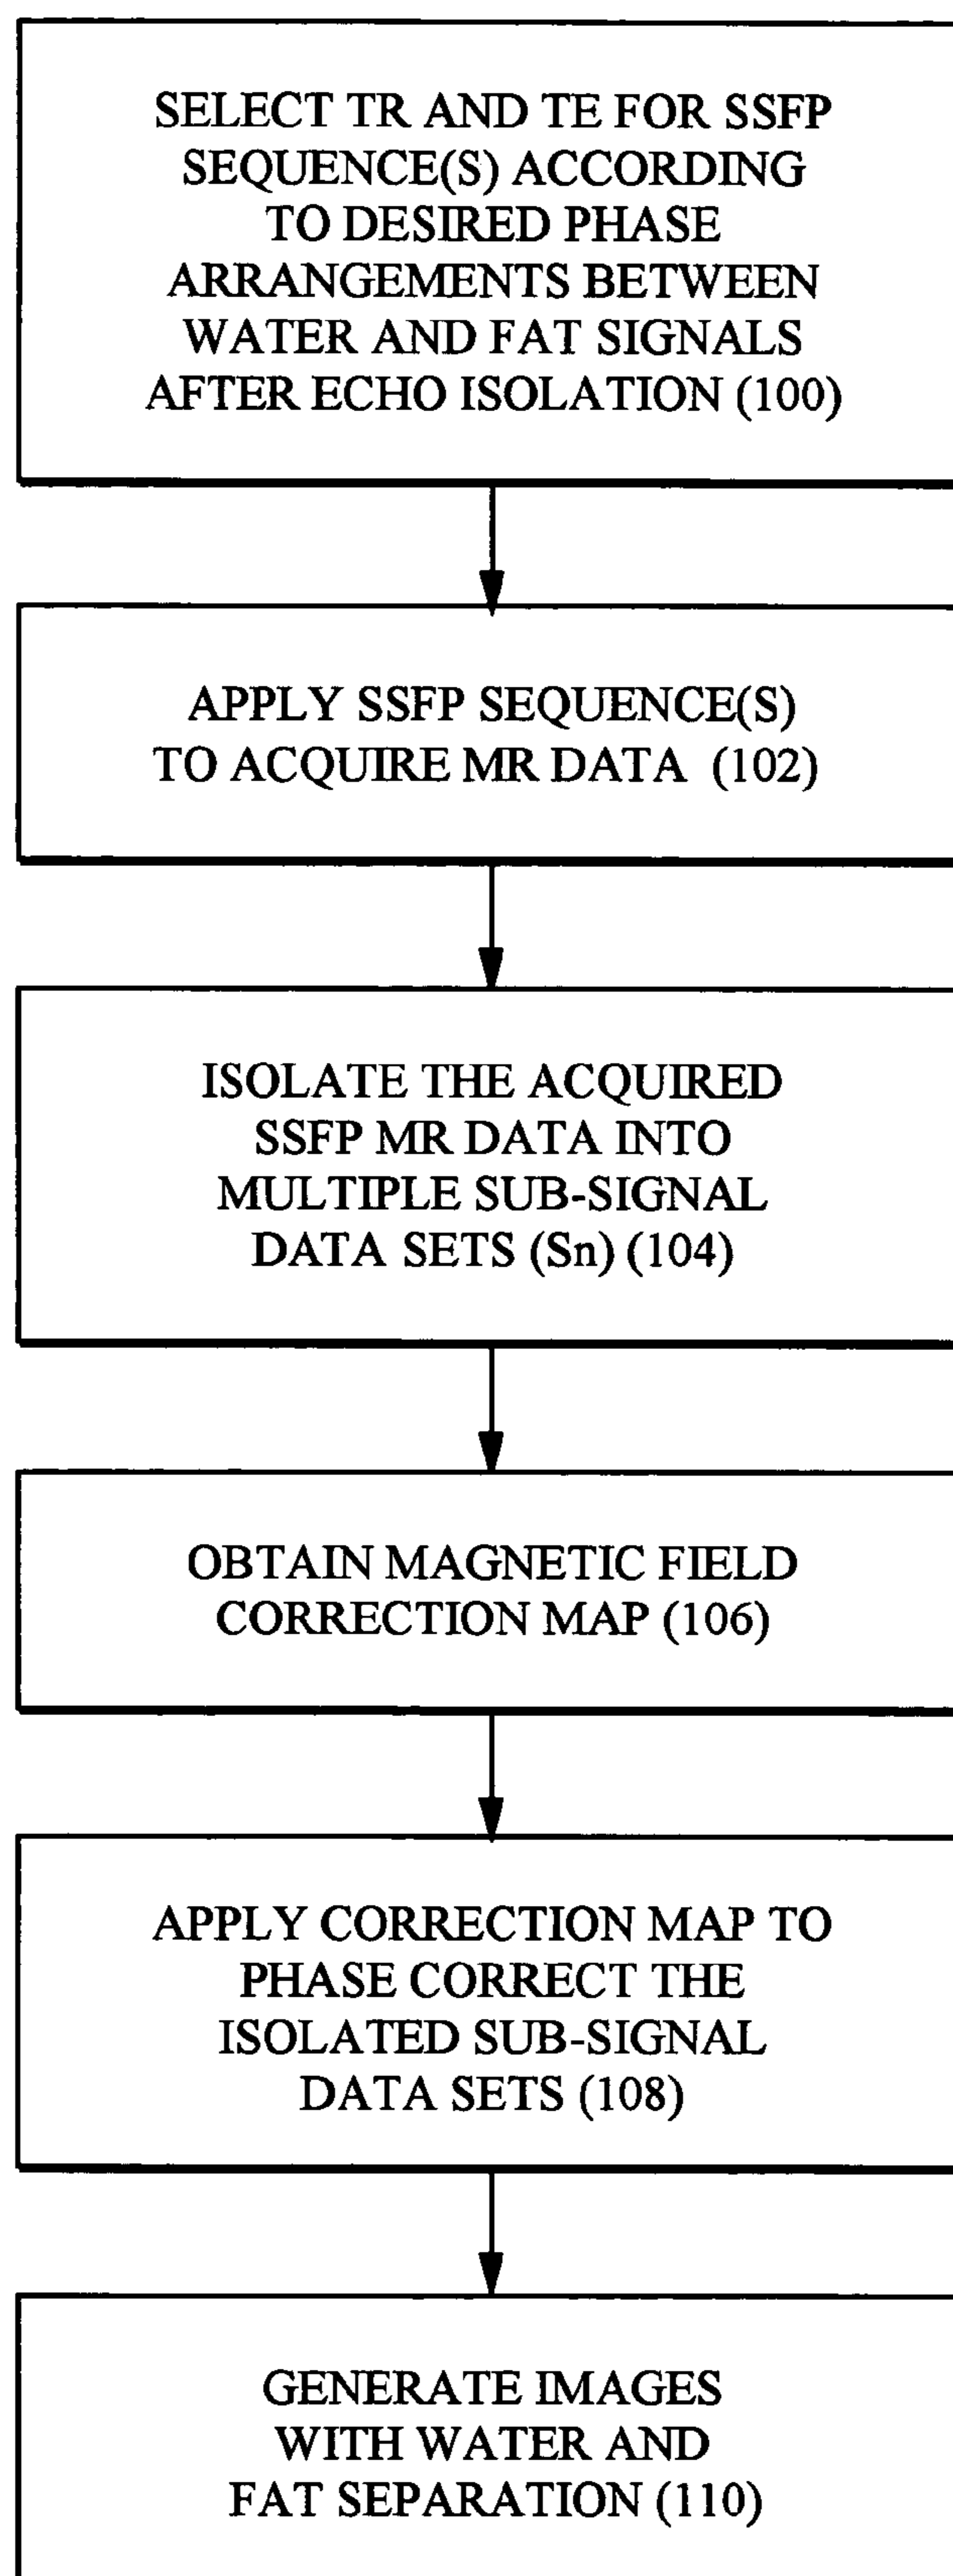 SELECT TR AND TE FOR SSFP
SEQUENCE(S) ACCORDING
TO DESIRED PHASE
ARRANGEMENTS BETWEEN
WATER AND FAT SIGNALS
AFTER ECHO ISOLATION (100)
APPLY SSFP SEQUENCE(S)
TO ACQUIRE MR DATA (102)
ISOLATE THE ACQUIRED
SSFP MR DATA INTO
MULTIPLE SUB-SIGNAL
DATA SETS (Sn) (104)
OBTAIN MAGNETIC FIELD
CORRECTION MAP (106)
APPLY CORRECTION MAP TO
PHASE CORRECT THE
ISOLATED SUB-SIGNAL
DATA SETS (108)
GENERATE IMAGES
WITH WATER AND
FAT SEPARATION (110)